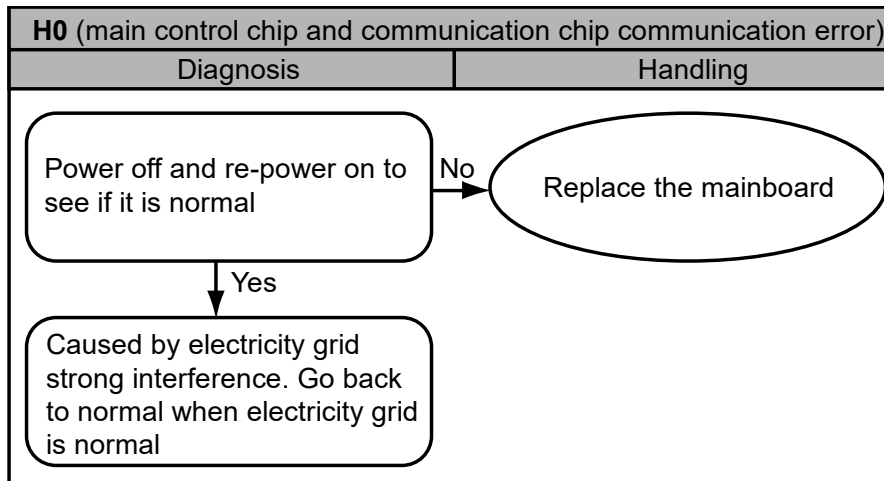 H0 (main control chip and communication chip communication error)
Diagnosis
Handling
Power off and re-power on to
see if it is normal
No
Replace the mainboard
Yes
Caused by electricity grid
strong interference. Go back
to normal when electricity grid
is normal